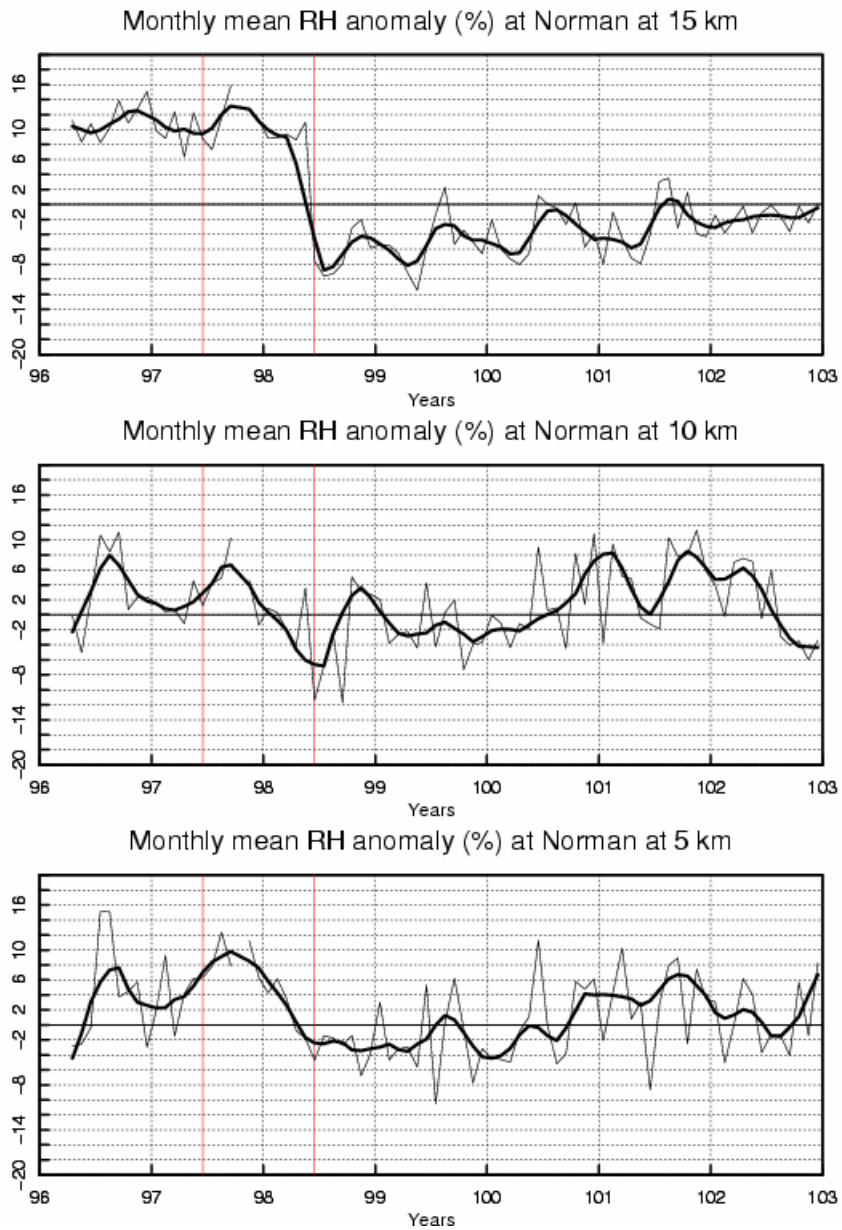 Monthly mean RH anomaly (%) at Norman at 15 km
16
10
6
2
-2
-8
-14
-20
96 97 98 99 100 101 102 103
Years
Monthly mean RH anomaly (%) at Norman at 10 km
16
10
6
2
-2
-8
-14
-20
96 97 98 99 100 101 102 103
Years
Monthly mean RH anomaly (%) at Norman at 5 km
16
10
6
2
-2
-8
-14
-20
96 97 98 99 100 101 102 103
Years